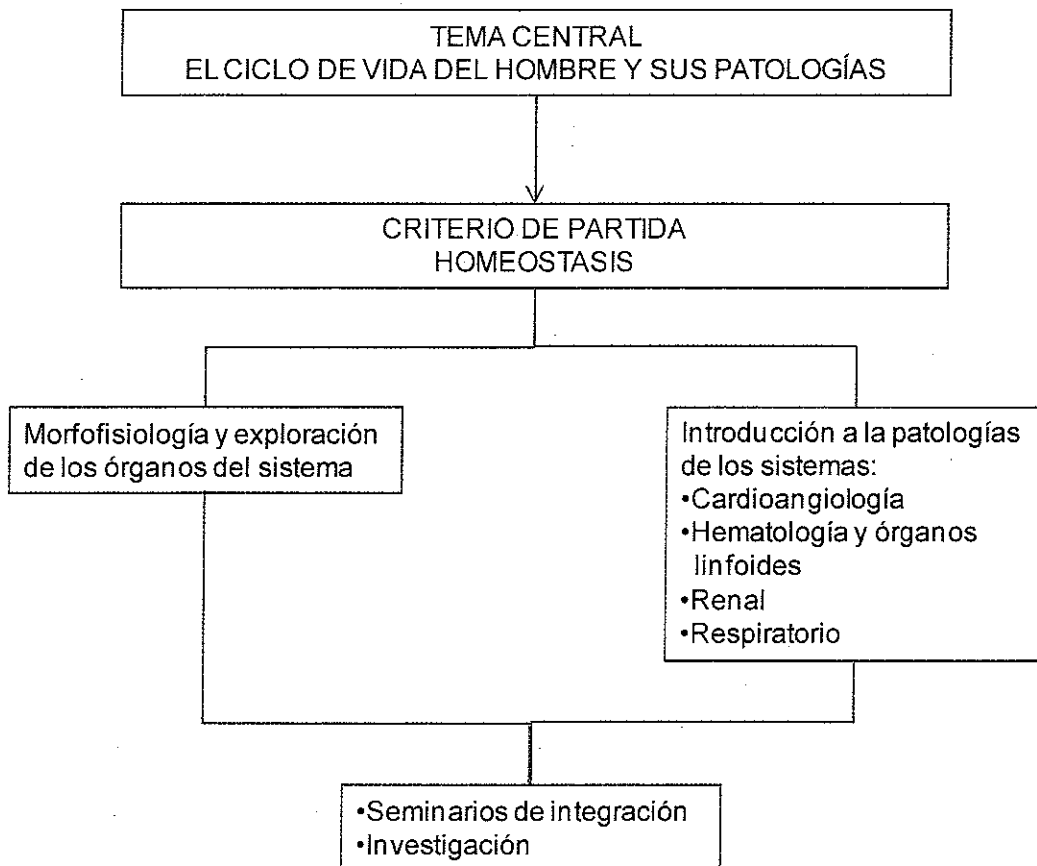 TEMA CENTRAL
EL CICLO DE VIDA DEL HOMBRE Y SUS PATOLOGÍAS
CRITERIO DE PARTIDA
HOMEOSTASIS
Morfofisiología y exploración
de los órganos del sistema
Introducción a la patologías
de los sistemas:
•Cardioangiología
•Hematología y órganos
linfoides
•Renal
•Respiratorio
•Seminarios de integración
•Investigación